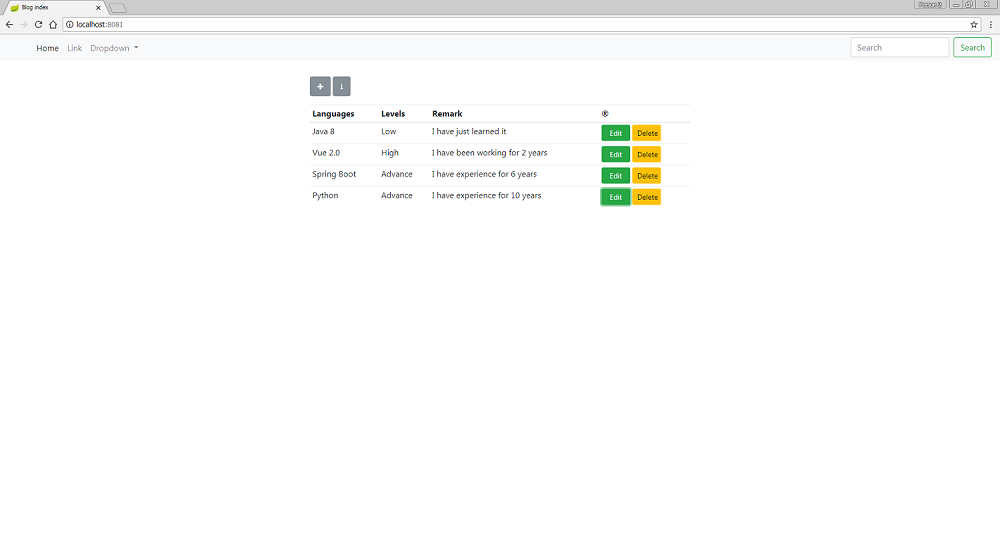 Blog index
localhost:8081
Home Link Dropdown Search Search
+ ↓
Languages Levels Remark ®
Java 8 Low I have just learned it Edit Delete
Vue 2.0 High I have been working for 2 years Edit Delete
Spring Boot Advance I have experience for 6 years Edit Delete
Python Advance I have experience for 10 years Edit Delete